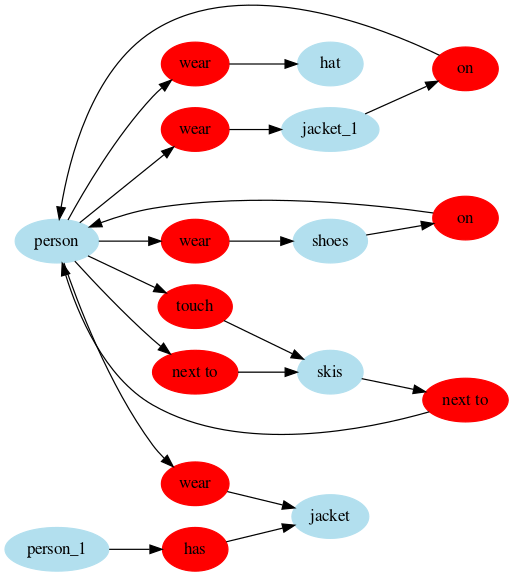 wear
hat
on
wear
jacket_1
on
person
wear
shoes
touch
next to
skis
next to
wear
jacket
person_1
has